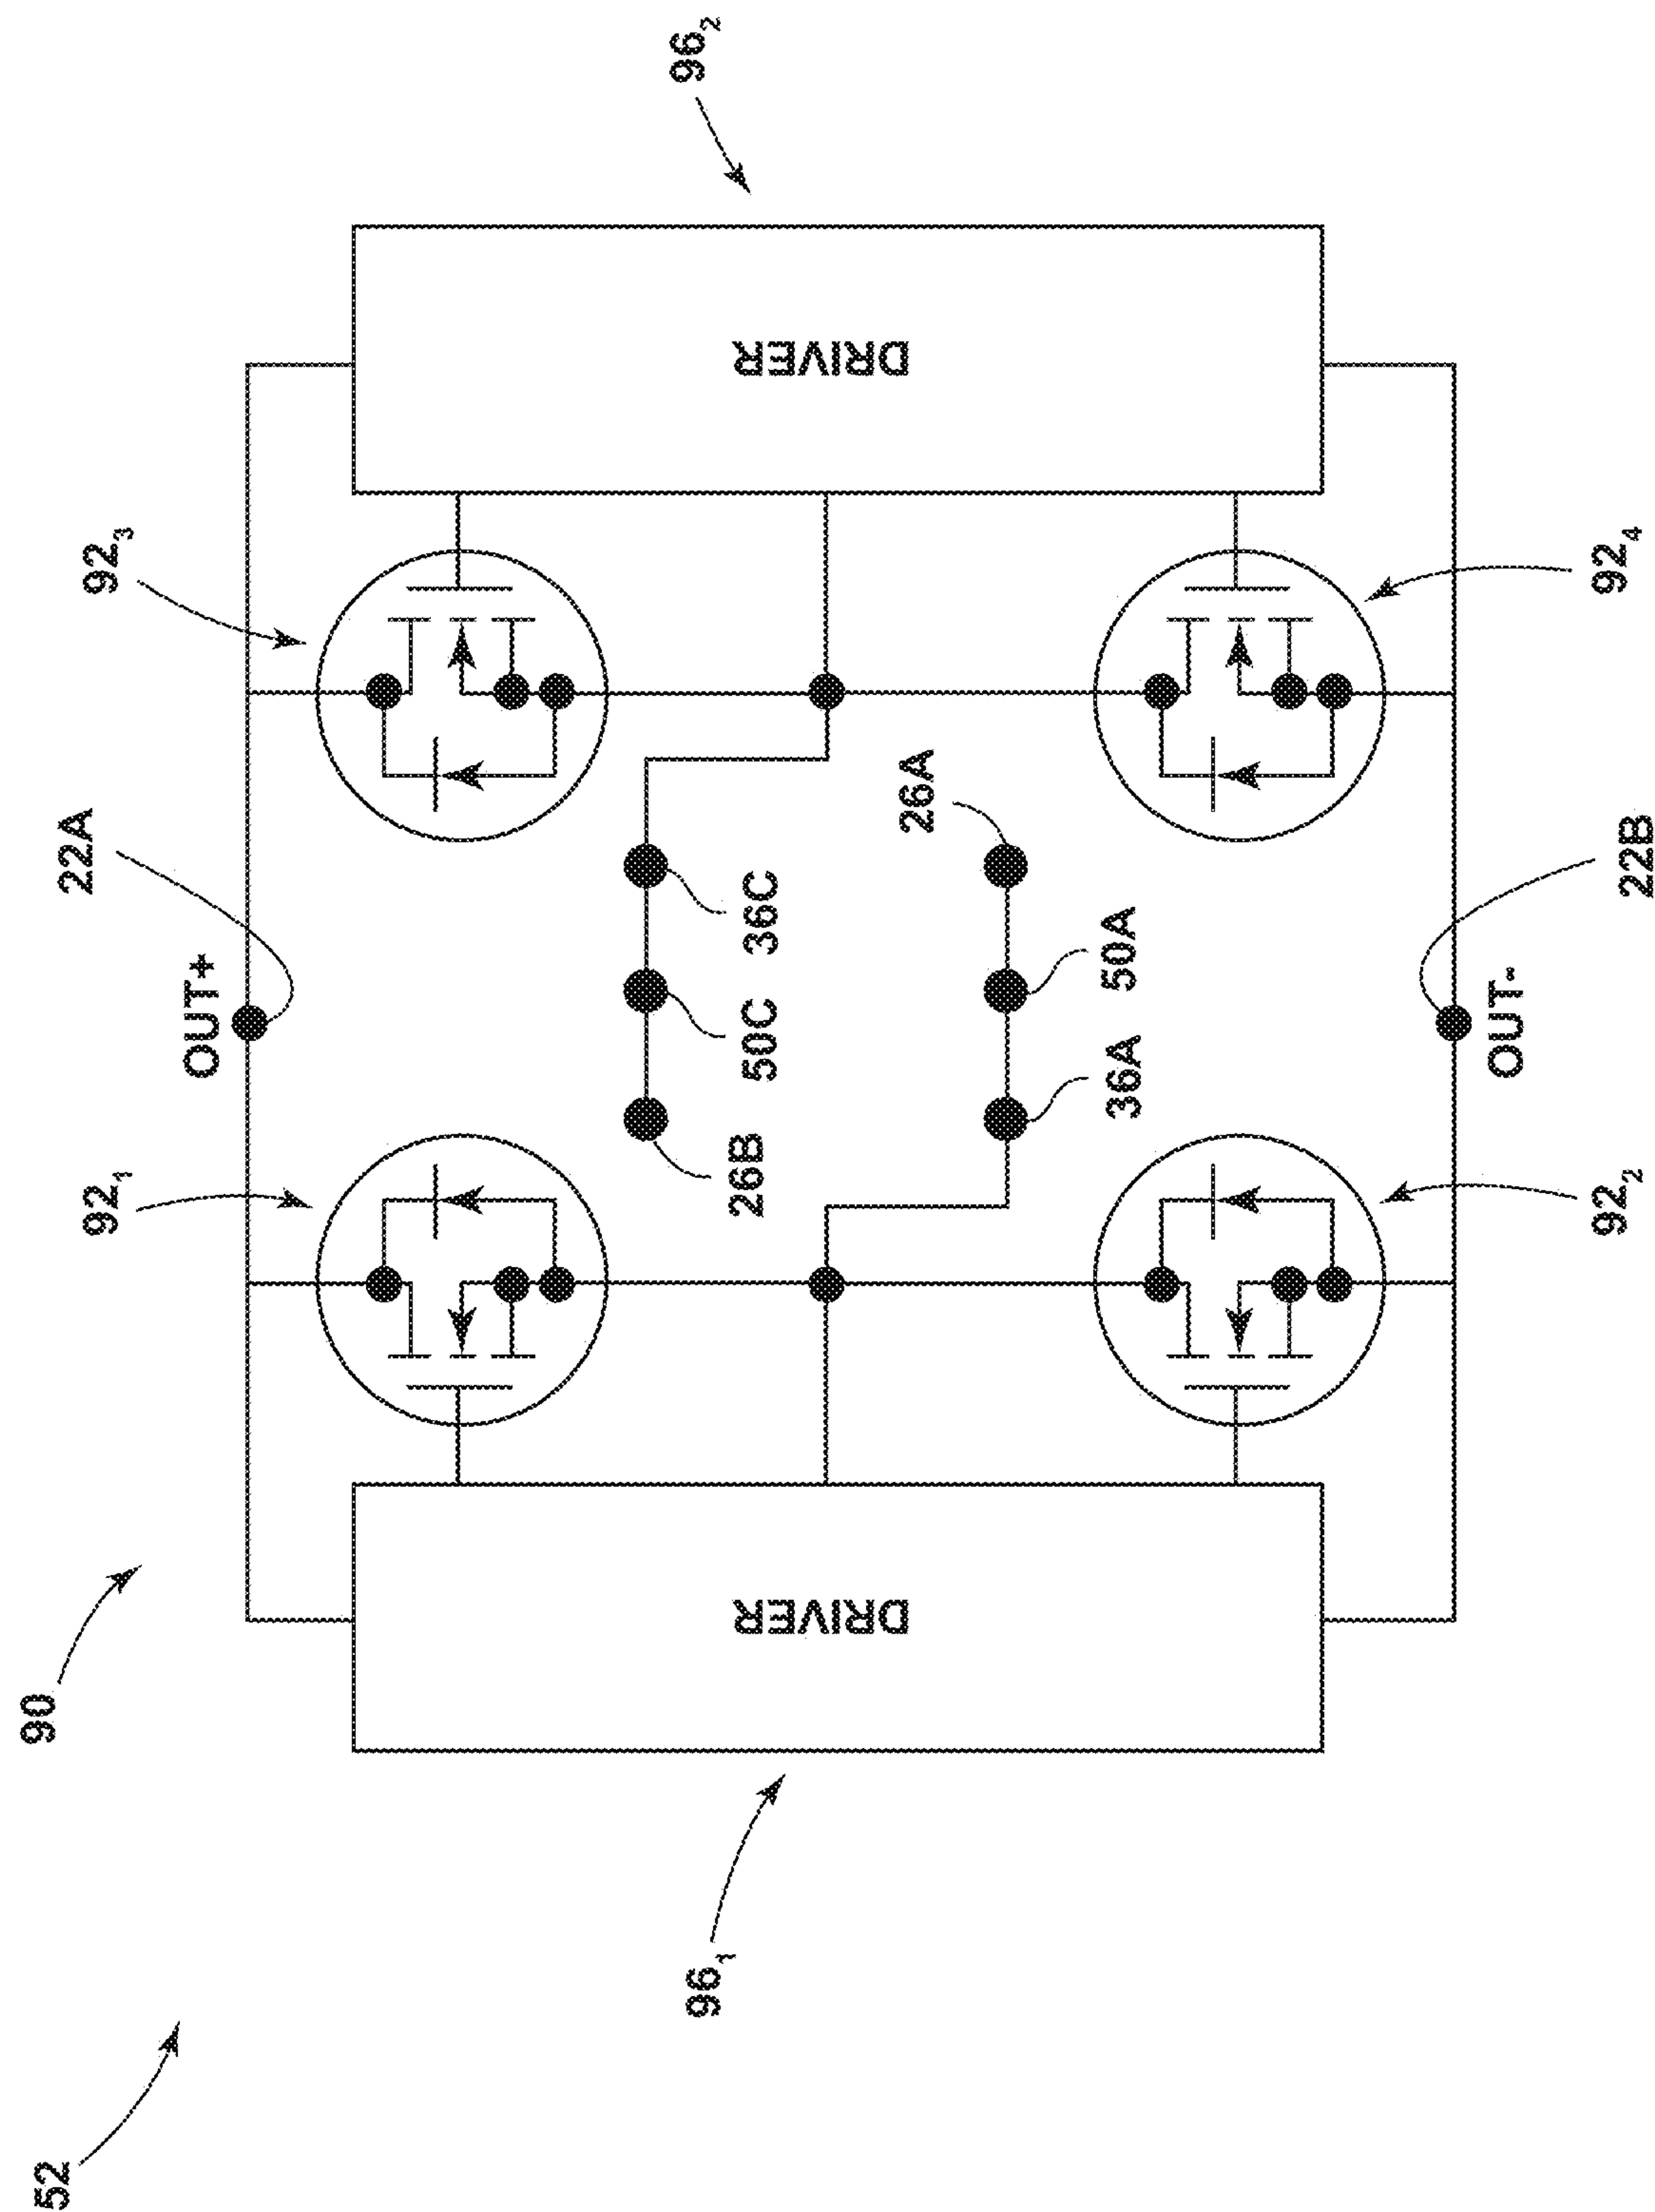 52
90
96₁
DRIVER
92₁
OUT+
22A
92₃
26B
50C
36C
36A
50A
26A
92₂
OUT-
22B
92₄
DRIVER
96₂